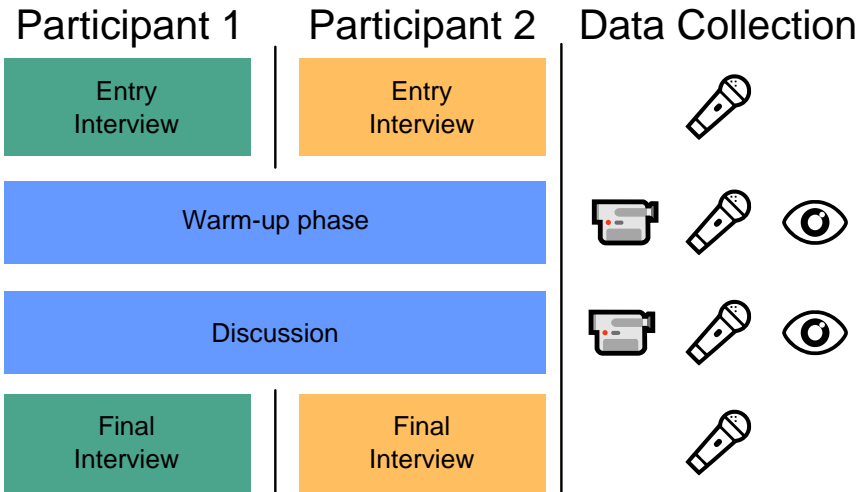 Participant 1
Participant 2
Data Collection
Entry
Interview
Entry
Interview
Warm-up phase
Discussion
Final
Interview
Final
Interview